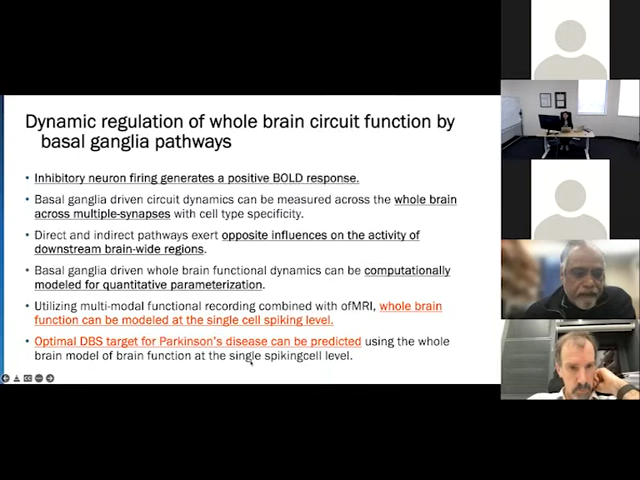 Dynamic regulation of whole brain circuit function by
basal ganglia pathways
• Inhibitory neuron firing generates a positive BOLD response.
• Basal ganglia driven circuit dynamics can be measured across the whole brain
across multiple-synapses with cell type specificity.
• Direct and indirect pathways exert opposite influences on the activity of
downstream brain-wide regions.
• Basal ganglia driven whole brain functional dynamics can be computationally
modeled for quantitative parameterization.
• Utilizing multi-modal functional recording combined with ofMRI, whole brain
function can be modeled at the single cell spiking level.
• Optimal DBS target for Parkinson's disease can be predicted using the whole
brain model of brain function at the single spikingcell level.